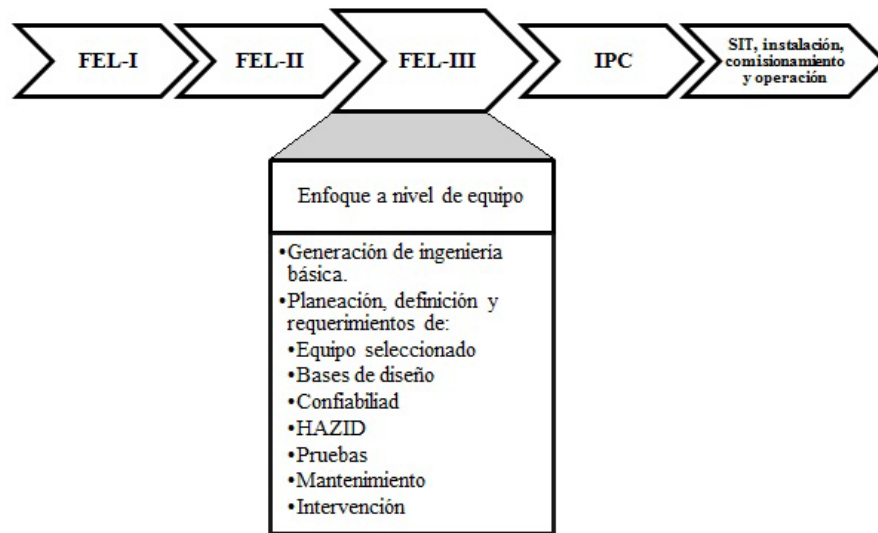 FEL-I
FEL-II
FEL-III
IPC
SIT, instalación,
comisionamiento
y operación
Enfoque a nivel de equipo
•Generación de ingeniería
básica.
•Planeación, definición y
requerimientos de:
•Equipo seleccionado
•Bases de diseño
•Confiabiliad
•HAZID
•Pruebas
•Mantenimiento
•Intervención